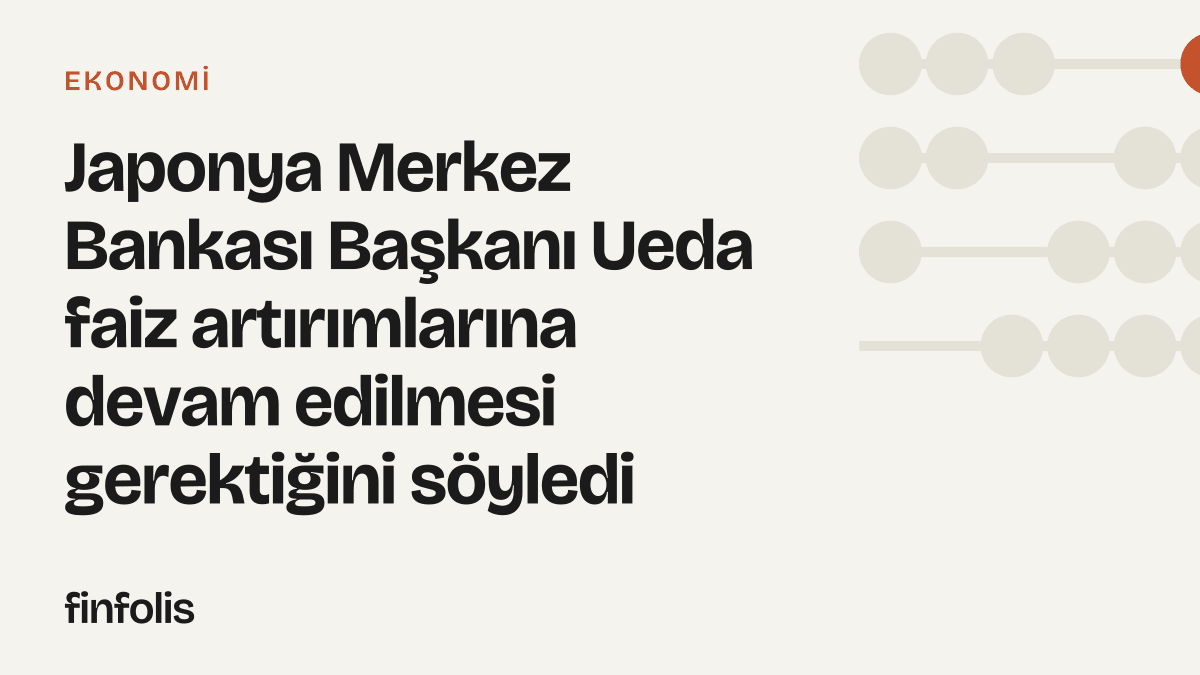 EKONOMİ
Japonya Merkez
Bankası Başkanı Ueda
faiz artırımlarına
devam edilmesi
gerektiğini söyledi
finfolis